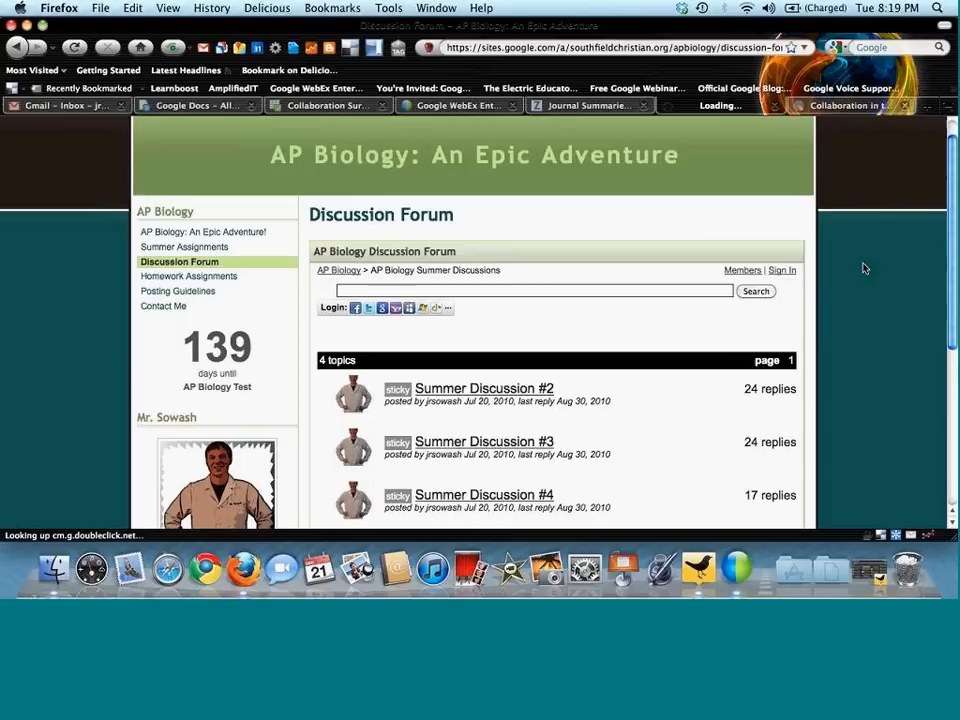 Firefox File Edit View History Delicious Bookmarks Tools Window Help (Charged) Tue 8:19 PM
Discussion Forum – AP Biology: An Epic Adventure
https://sites.google.com/a/southfieldchristian.org/apbiology/discussion-for Google
Most Visited Getting Started Latest Headlines Bookmark on Delicio...
Recently Bookmarked Learnboost AmplifiedIT Google WebEx Enter... You're Invited: Goog... The Electric Educato... Free Google Webinar... Official Google Blog:... Google Voice Suppor...
Gmail – Inbox – jr... Google Docs – All... Collaboration Sur... Google WebEx Ent... Journal Summarie... Loading... Collaboration in t...
AP Biology: An Epic Adventure
AP Biology
AP Biology: An Epic Adventure!
Summer Assignments
Discussion Forum
Homework Assignments
Posting Guidelines
Contact Me
139
days until
AP Biology Test
Mr. Sowash
Discussion Forum
AP Biology Discussion Forum
AP Biology > AP Biology Summer Discussions Members | Sign In
Search
Login:
4 topics page 1
sticky Summer Discussion #2 24 replies
posted by jrsowash Jul 20, 2010, last reply Aug 30, 2010
sticky Summer Discussion #3 24 replies
posted by jrsowash Jul 20, 2010, last reply Aug 30, 2010
sticky Summer Discussion #4 17 replies
posted by jrsowash Jul 20, 2010, last reply Aug 30, 2010
Looking up cm.g.doubleclick.net...
21